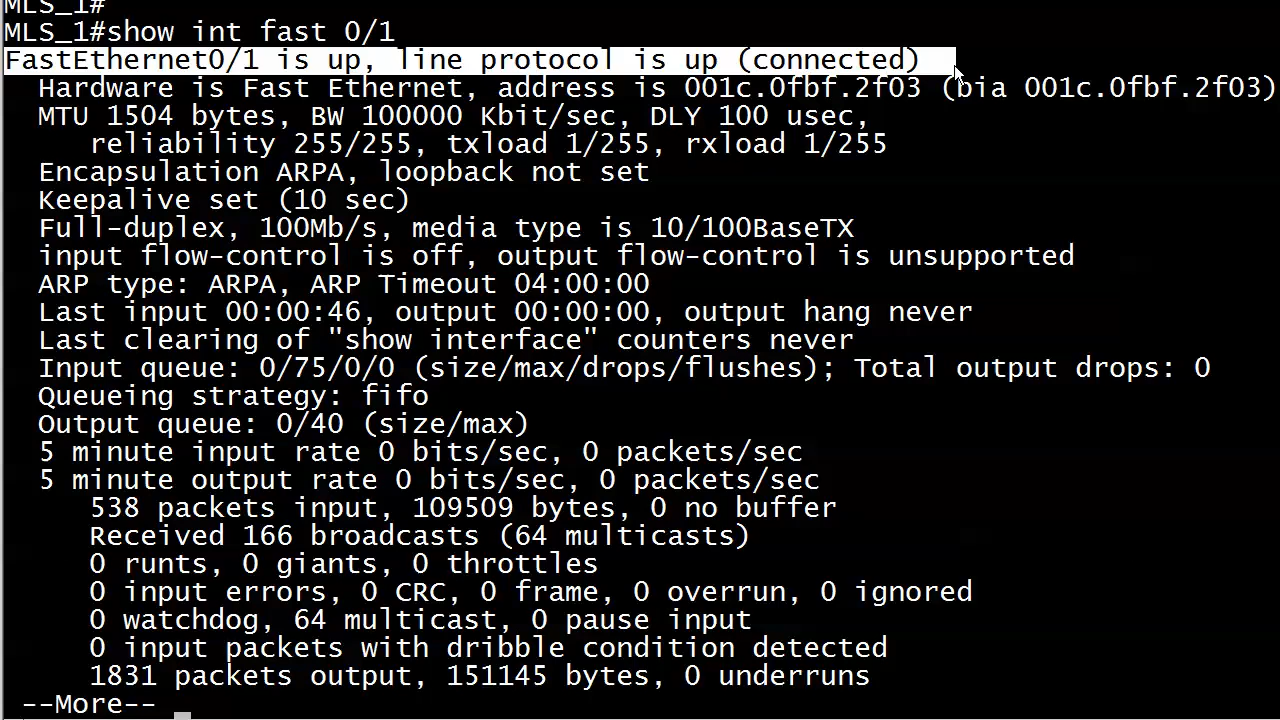 MLS_1#
MLS_1#show int fast 0/1
FastEthernet0/1 is up, line protocol is up (connected)
Hardware is Fast Ethernet, address is 001c.0fbf.2f03 (bia 001c.0fbf.2f03)
MTU 1504 bytes, BW 100000 Kbit/sec, DLY 100 usec,
reliability 255/255, txload 1/255, rxload 1/255
Encapsulation ARPA, loopback not set
Keepalive set (10 sec)
Full-duplex, 100Mb/s, media type is 10/100BaseTX
input flow-control is off, output flow-control is unsupported
ARP type: ARPA, ARP Timeout 04:00:00
Last input 00:00:46, output 00:00:00, output hang never
Last clearing of "show interface" counters never
Input queue: 0/75/0/0 (size/max/drops/flushes); Total output drops: 0
Queueing strategy: fifo
Output queue: 0/40 (size/max)
5 minute input rate 0 bits/sec, 0 packets/sec
5 minute output rate 0 bits/sec, 0 packets/sec
538 packets input, 109509 bytes, 0 no buffer
Received 166 broadcasts (64 multicasts)
0 runts, 0 giants, 0 throttles
0 input errors, 0 CRC, 0 frame, 0 overrun, 0 ignored
0 watchdog, 64 multicast, 0 pause input
0 input packets with dribble condition detected
1831 packets output, 151145 bytes, 0 underruns
--More--